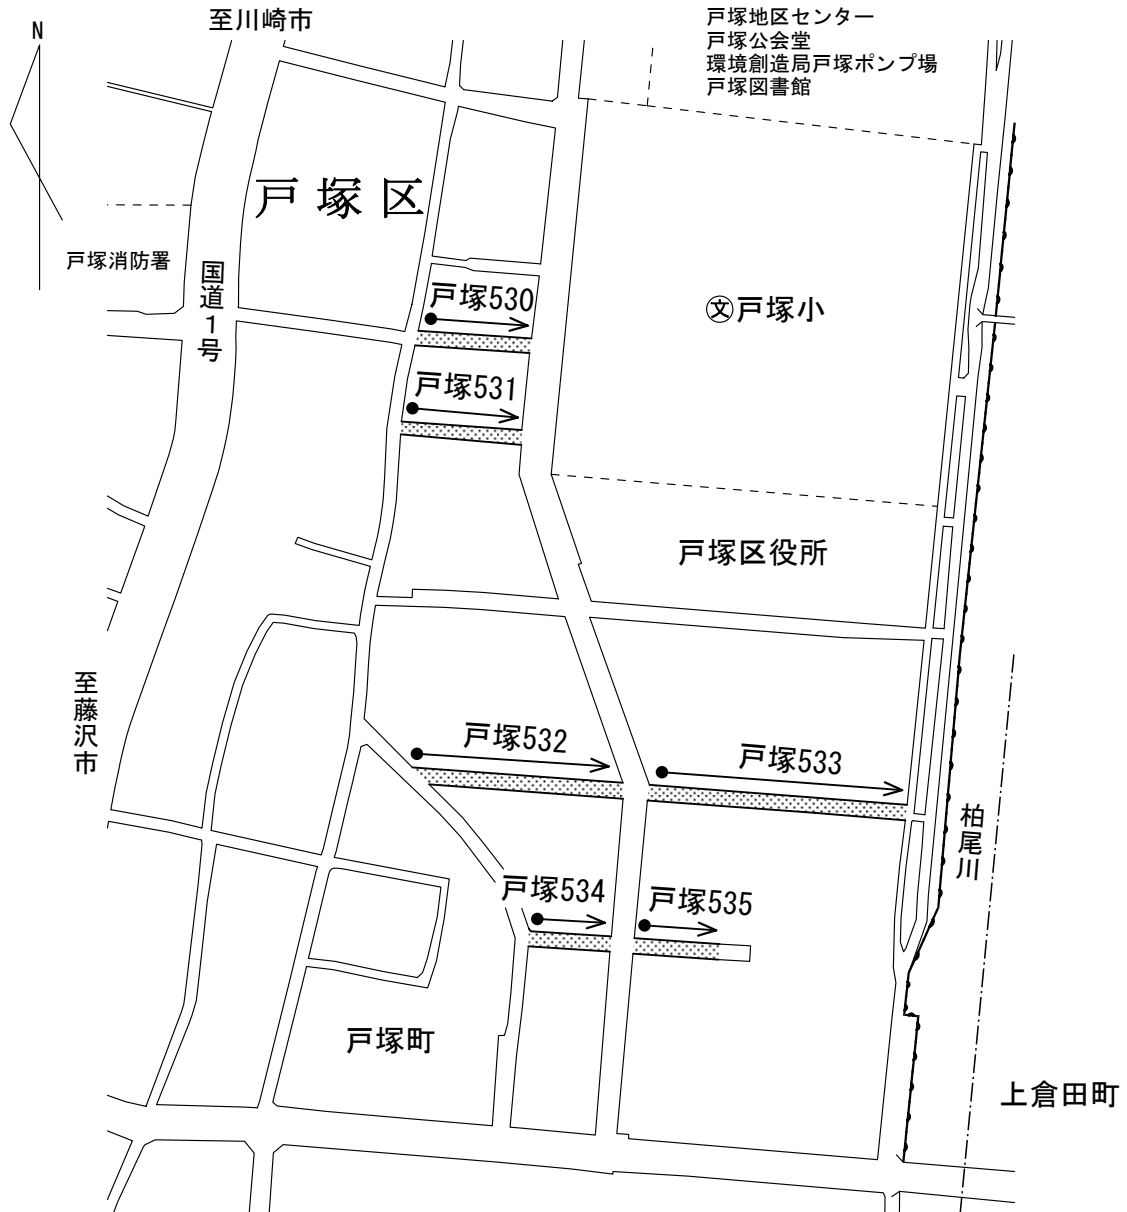 N
至川崎市
戸塚地区センター
戸塚公会堂
環境創造局戸塚ポンプ場
戸塚図書館
戸塚区
戸塚消防署
国道1号
戸塚530
文戸塚小
戸塚531
戸塚区役所
至藤沢市
戸塚532
戸塚533
柏尾川
戸塚534
戸塚535
戸塚町
上倉田町